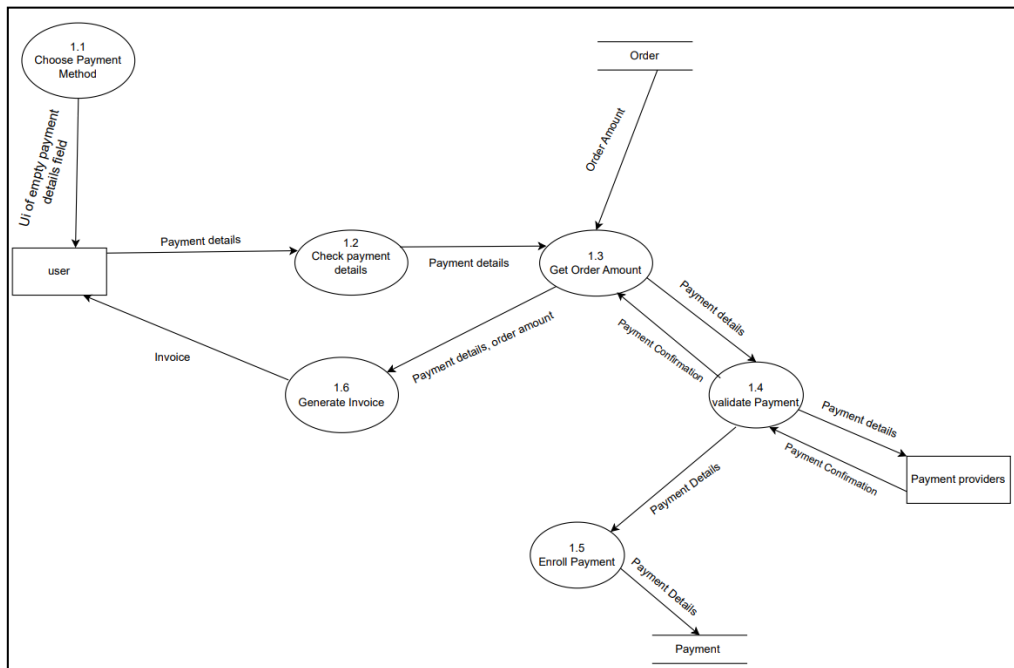 1.1
Choose Payment
Method
Order
Ui of empty payment
details field
Order Amount
user
Payment details
1.2
Check payment
details
Payment details
1.3
Get Order Amount
Payment details
Payment Confirmation
Invoice
Payment details, order amount
1.6
Generate Invoice
1.4
validate Payment
Payment details
Payment Confirmation
Payment providers
Payment Details
1.5
Enroll Payment
Payment Details
Payment